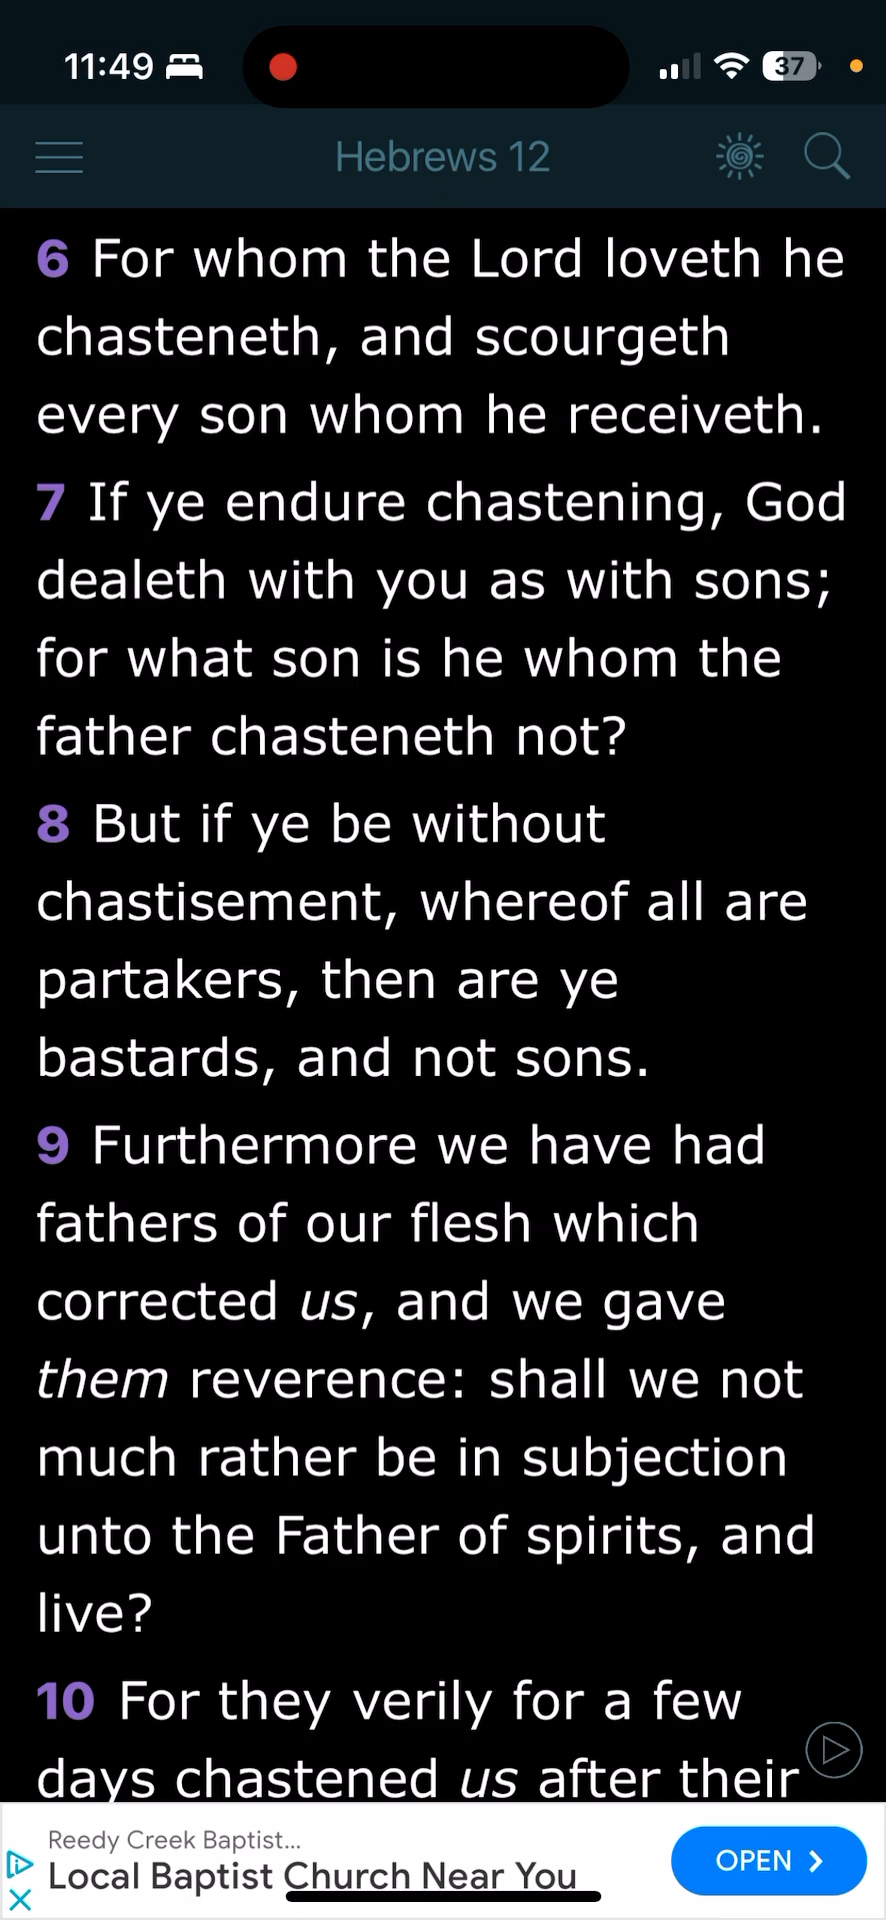 11:49
37
Hebrews 12
6 For whom the Lord loveth he
chasteneth, and scourgeth
every son whom he receiveth.
7 If ye endure chastening, God
dealeth with you as with sons;
for what son is he whom the
father chasteneth not?
8 But if ye be without
chastisement, whereof all are
partakers, then are ye
bastards, and not sons.
9 Furthermore we have had
fathers of our flesh which
corrected us, and we gave
them reverence: shall we not
much rather be in subjection
unto the Father of spirits, and
live?
10 For they verily for a few
days chastened us after their
Reedy Creek Baptist...
Local Baptist Church Near You
OPEN